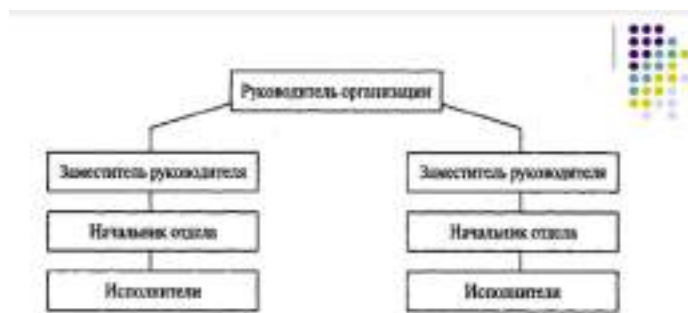 Руководитель организации
Заместитель руководителя
Заместитель руководителя
Начальник отдела
Начальник отдела
Исполнители
Исполнители